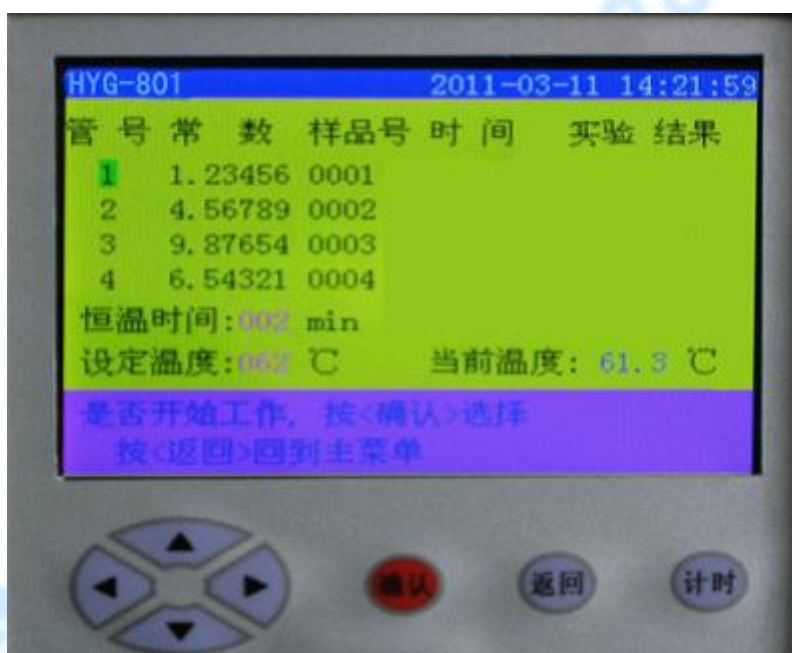 HYG-801 2011-03-11 14:21:59
管 号 常 数 样品号 时 间 实验 结果
1 1.23456 0001
2 4.56789 0002
3 9.87654 0003
4 6.54321 0004
恒温时间:002 min
设定温度:062 ℃ 当前温度: 61.3 ℃
是否开始工作, 按<确认>选择
按<返回>回到主菜单
确认 返回 计时